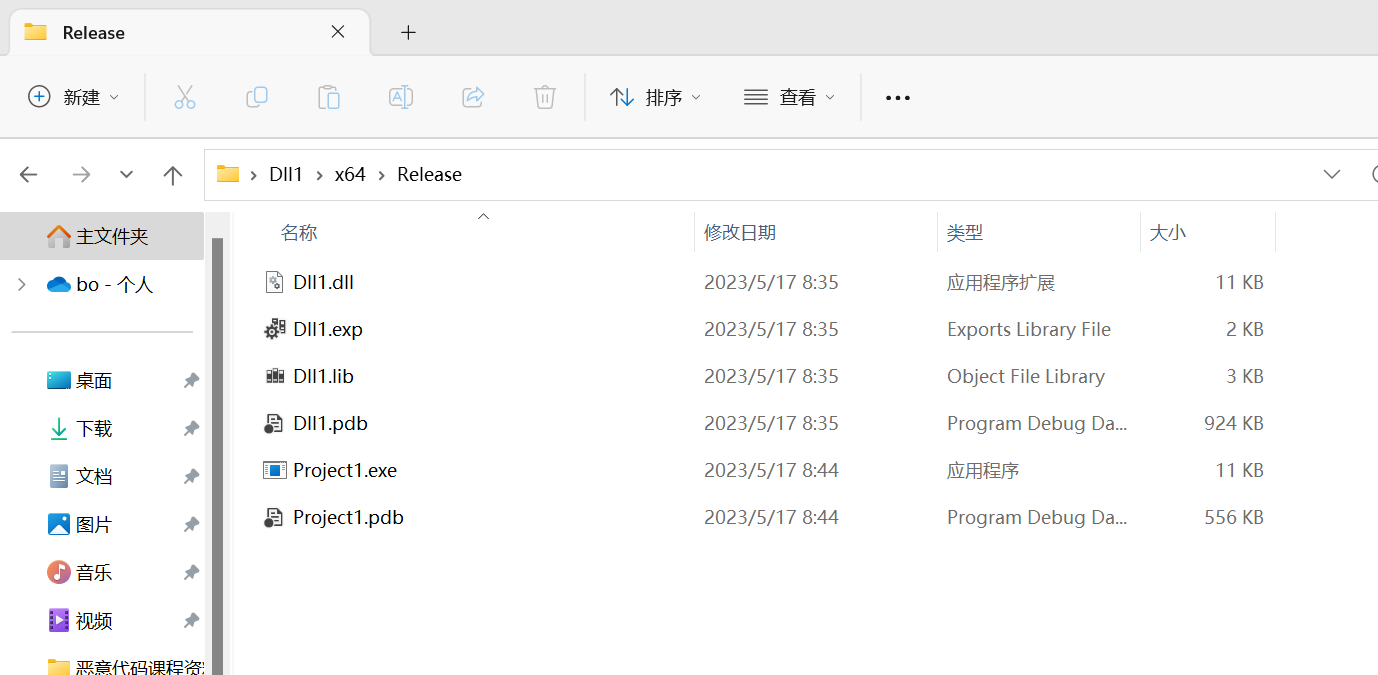 Release
新建
排序
查看
Dll1 x64 Release
主文件夹
bo - 个人
桌面
下载
文档
图片
音乐
视频
恶意代码课程资
名称 修改日期 类型 大小
Dll1.dll 2023/5/17 8:35 应用程序扩展 11 KB
Dll1.exp 2023/5/17 8:35 Exports Library File 2 KB
Dll1.lib 2023/5/17 8:35 Object File Library 3 KB
Dll1.pdb 2023/5/17 8:35 Program Debug Da... 924 KB
Project1.exe 2023/5/17 8:44 应用程序 11 KB
Project1.pdb 2023/5/17 8:44 Program Debug Da... 556 KB